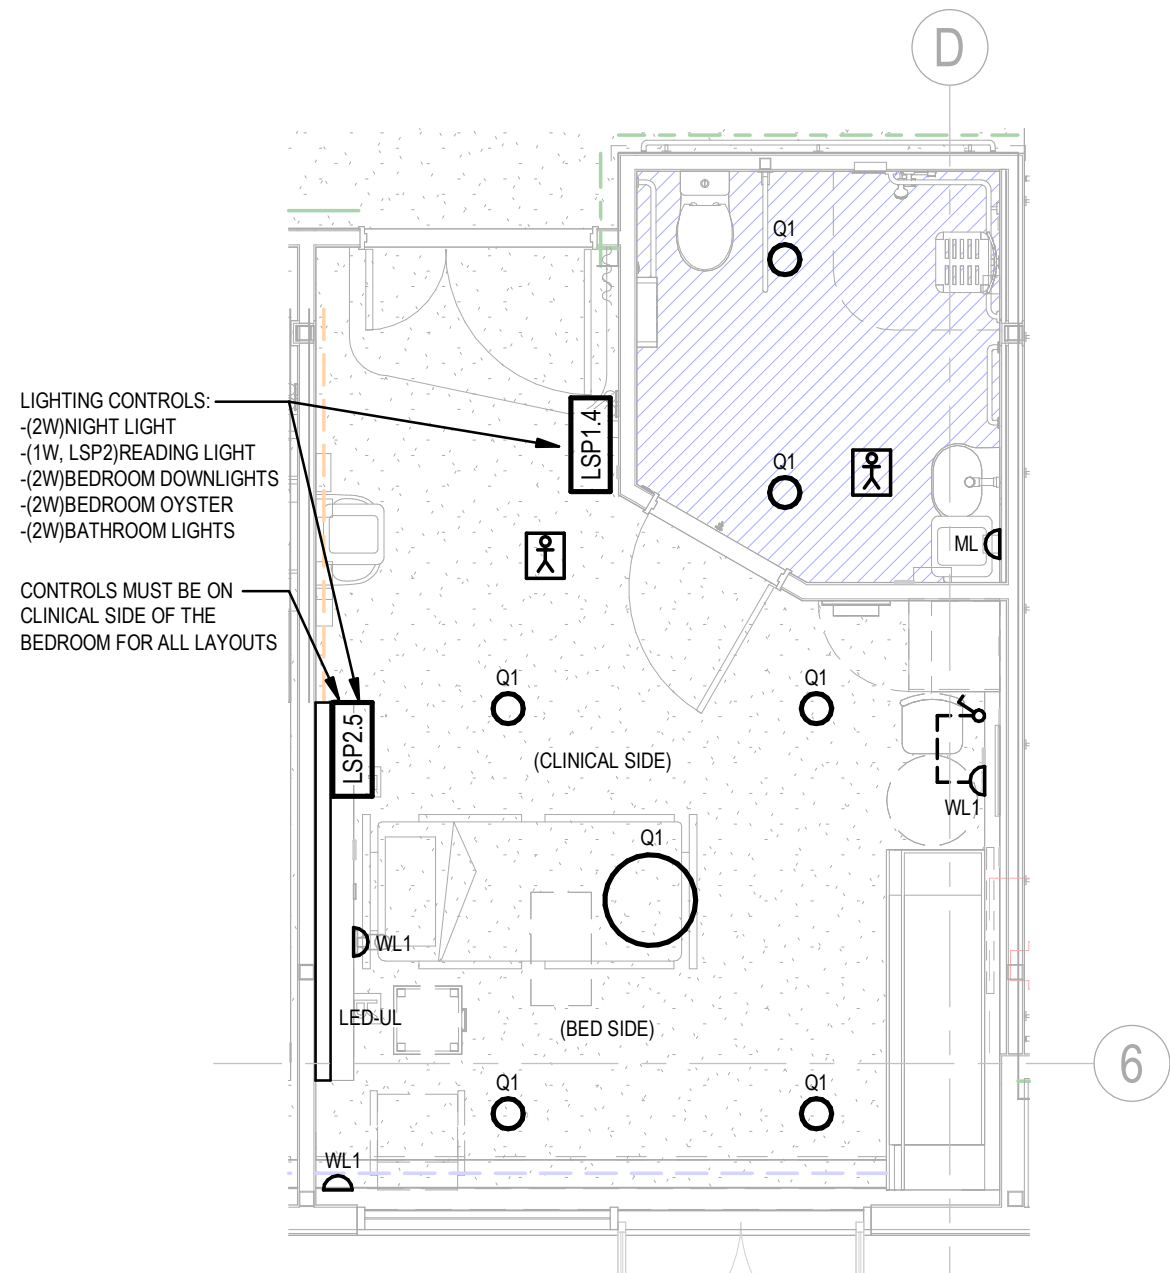 D
Q1
LIGHTING CONTROLS:
-(2W)NIGHT LIGHT
-(1W, LSP2)READING LIGHT
-(2W)BEDROOM DOWNLIGHTS
-(2W)BEDROOM OYSTER
-(2W)BATHROOM LIGHTS
LSP1.4
Q1
ML
CONTROLS MUST BE ON
CLINICAL SIDE OF THE
BEDROOM FOR ALL LAYOUTS
Q1
Q1
LSP2.5
(CLINICAL SIDE)
WL1
Q1
WL1
LED-UL
(BED SIDE)
6
Q1
Q1
WL1